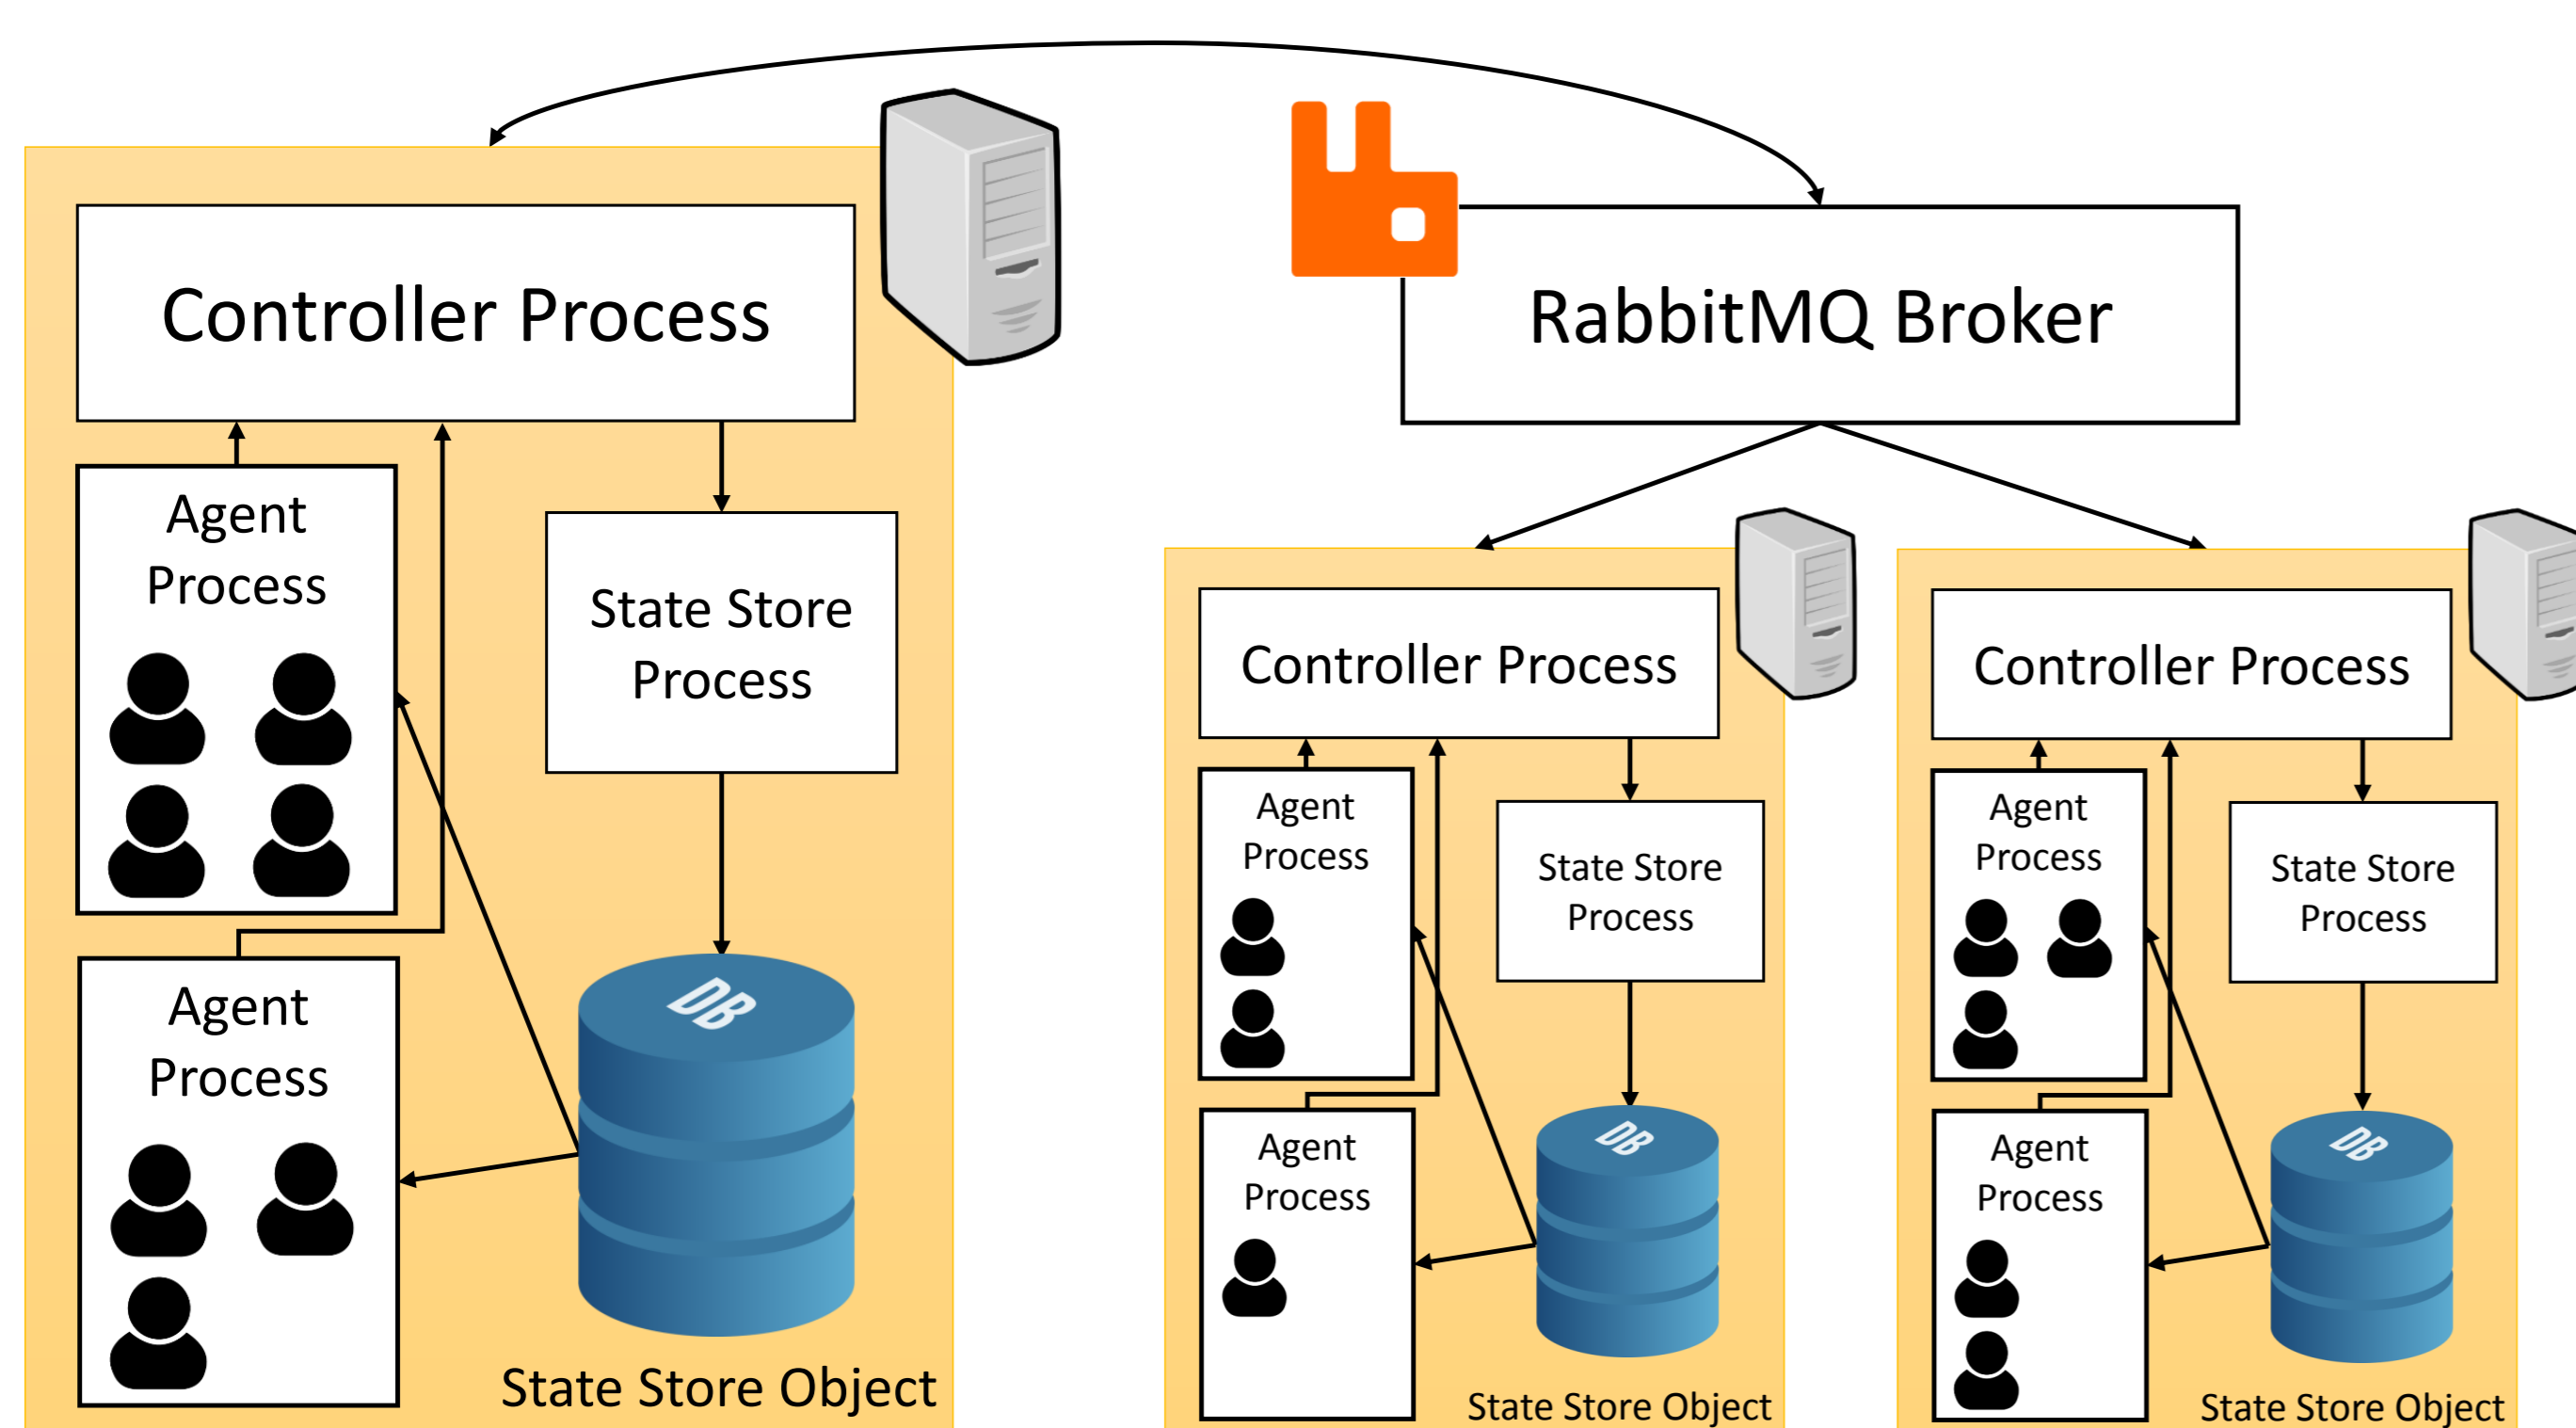 Controller Process
Agent
Process
State Store
Process
Agent
Process
DB
State Store Object
RabbitMQ Broker
Controller Process
Agent
Process
State Store
Process
Agent
Process
DB
State Store Object
Controller Process
Agent
Process
State Store
Process
Agent
Process
DB
State Store Object